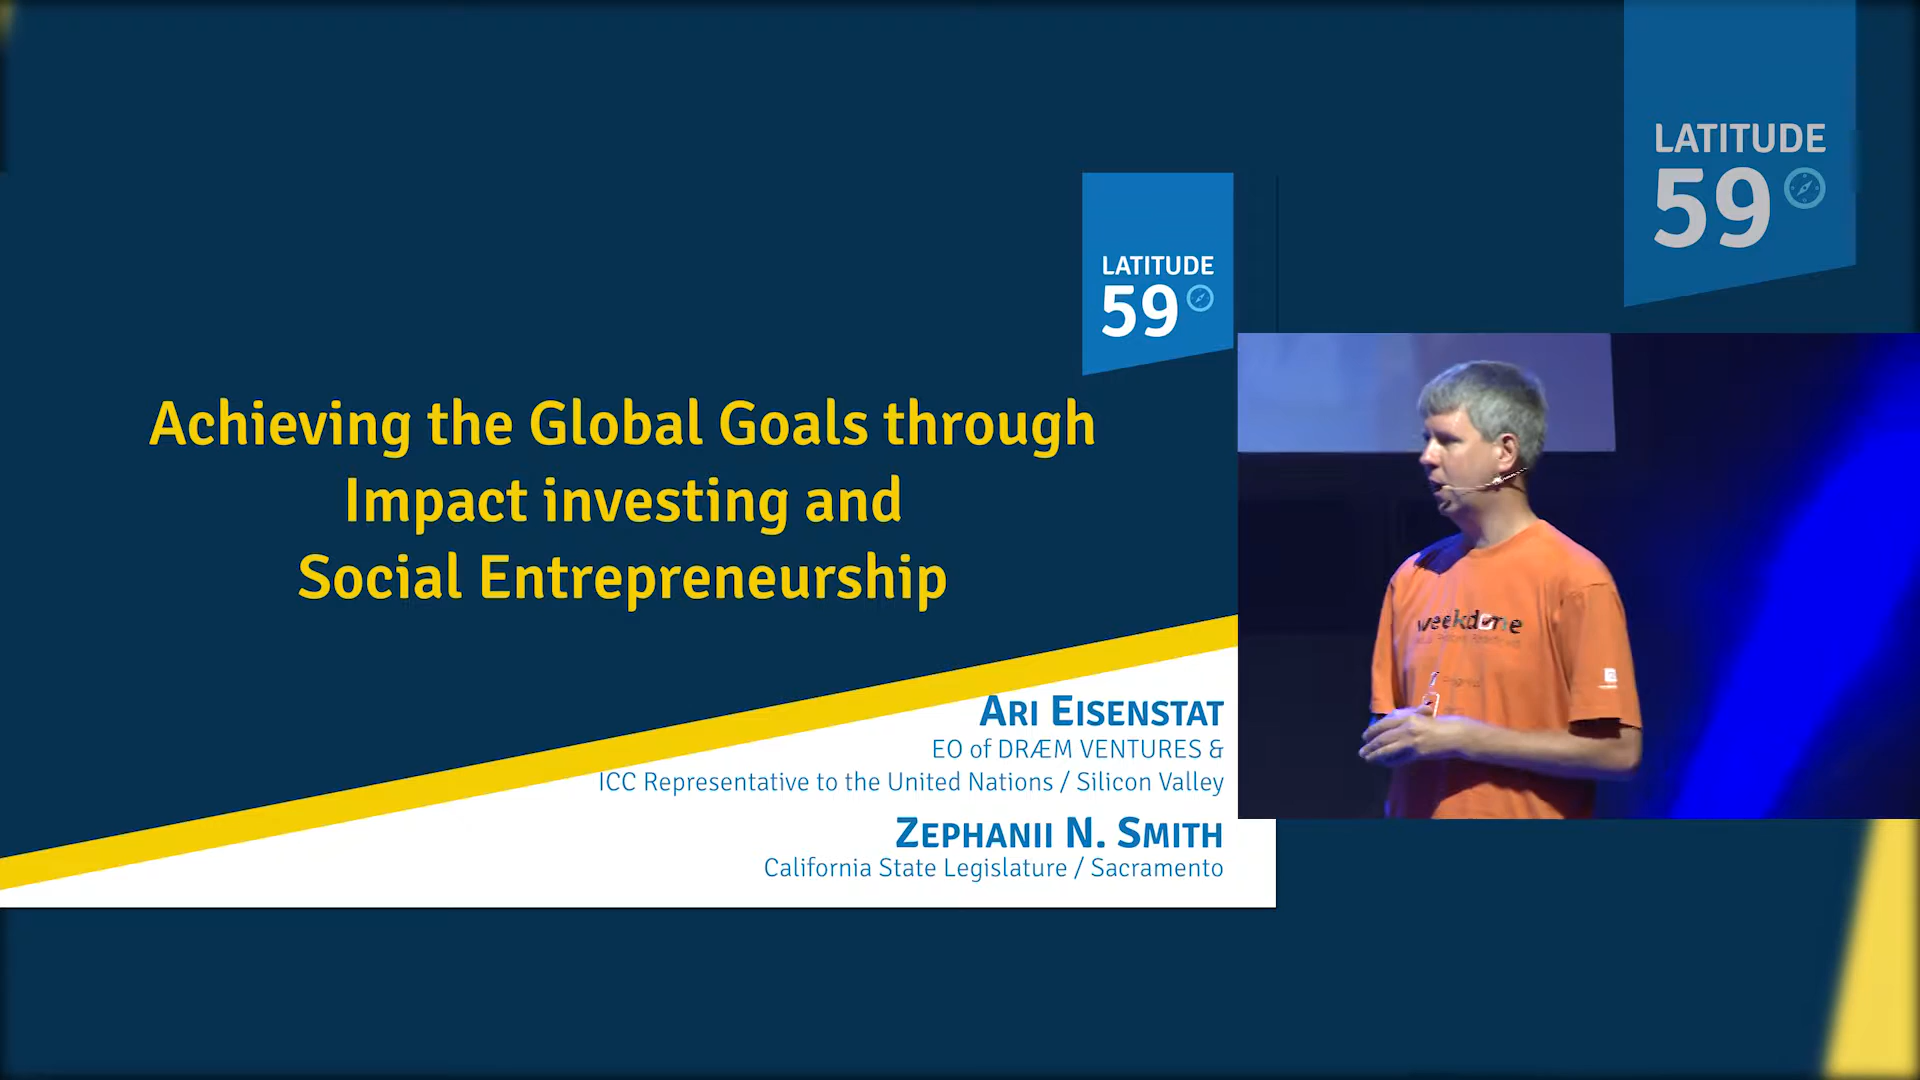 LATITUDE
59
LATITUDE
59
Achieving the Global Goals through
Impact investing and
Social Entrepreneurship
weekdone
ARI EISENSTAT
EO of DRÆM VENTURES &
ICC Representative to the United Nations / Silicon Valley
ZEPHANII N. SMITH
California State Legislature / Sacramento